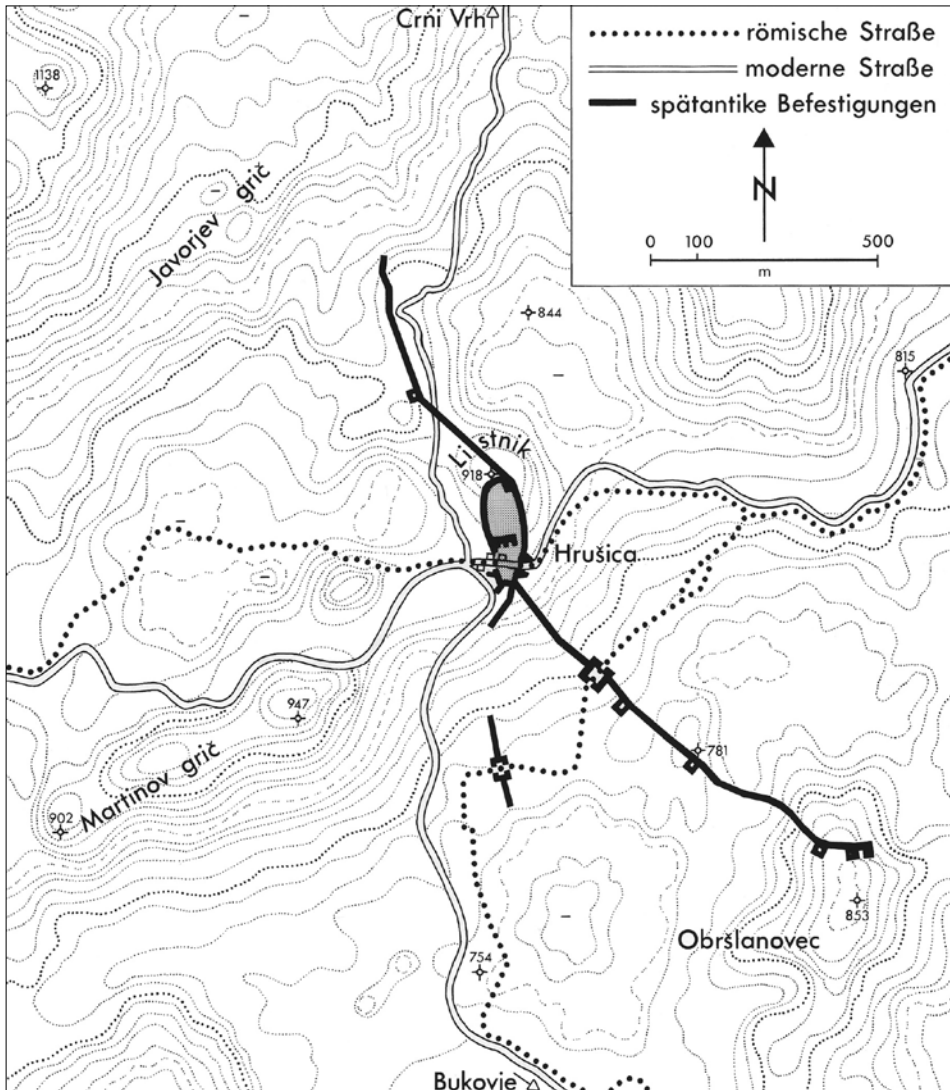 Crni Vrh
römische Straße
moderne Straße
spätantike Befestigungen
N
0 100 500
m
1138
Javorjev grič
844
815
Listnik
918
Hrušica
947
781
Martinov grič
902
853
Obršlanovec
754
Bukovje